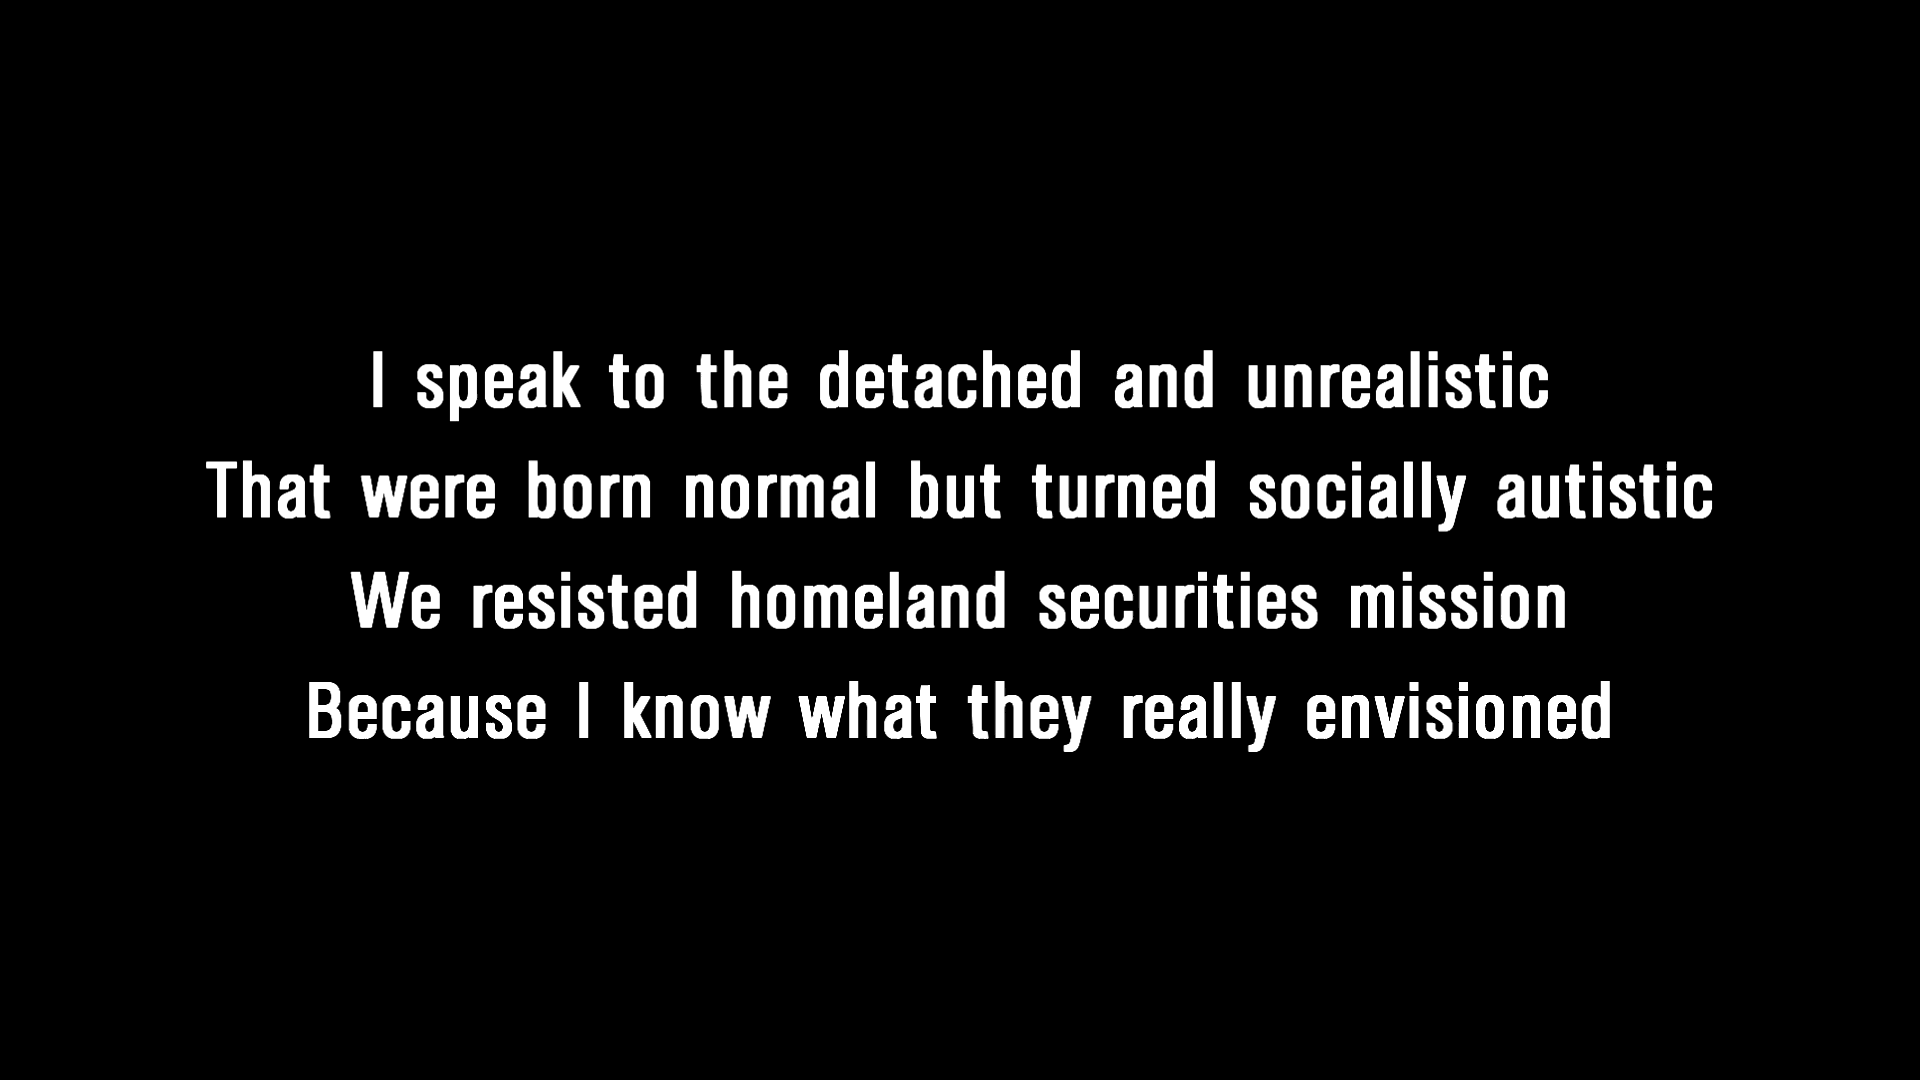 I speak to the detached and unrealistic
That were born normal but turned socially autistic
We resisted homeland securities mission
Because I know what they really envisioned